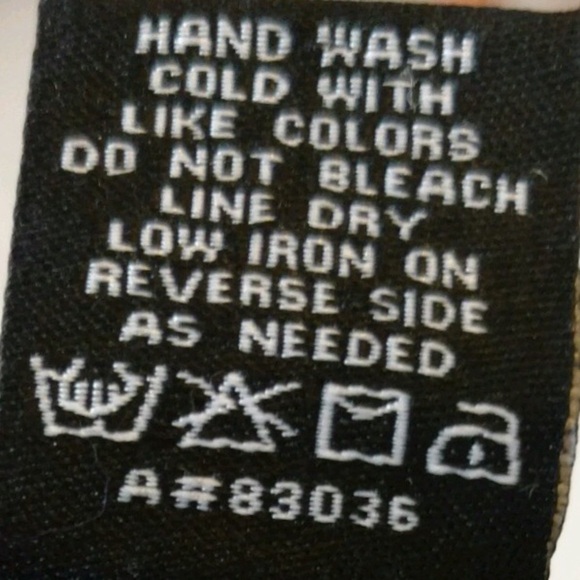 HAND WASH
COLD WITH
LIKE COLORS
DO NOT BLEACH
LINE DRY
LOW IRON ON
REVERSE SIDE
AS NEEDED
A#83036